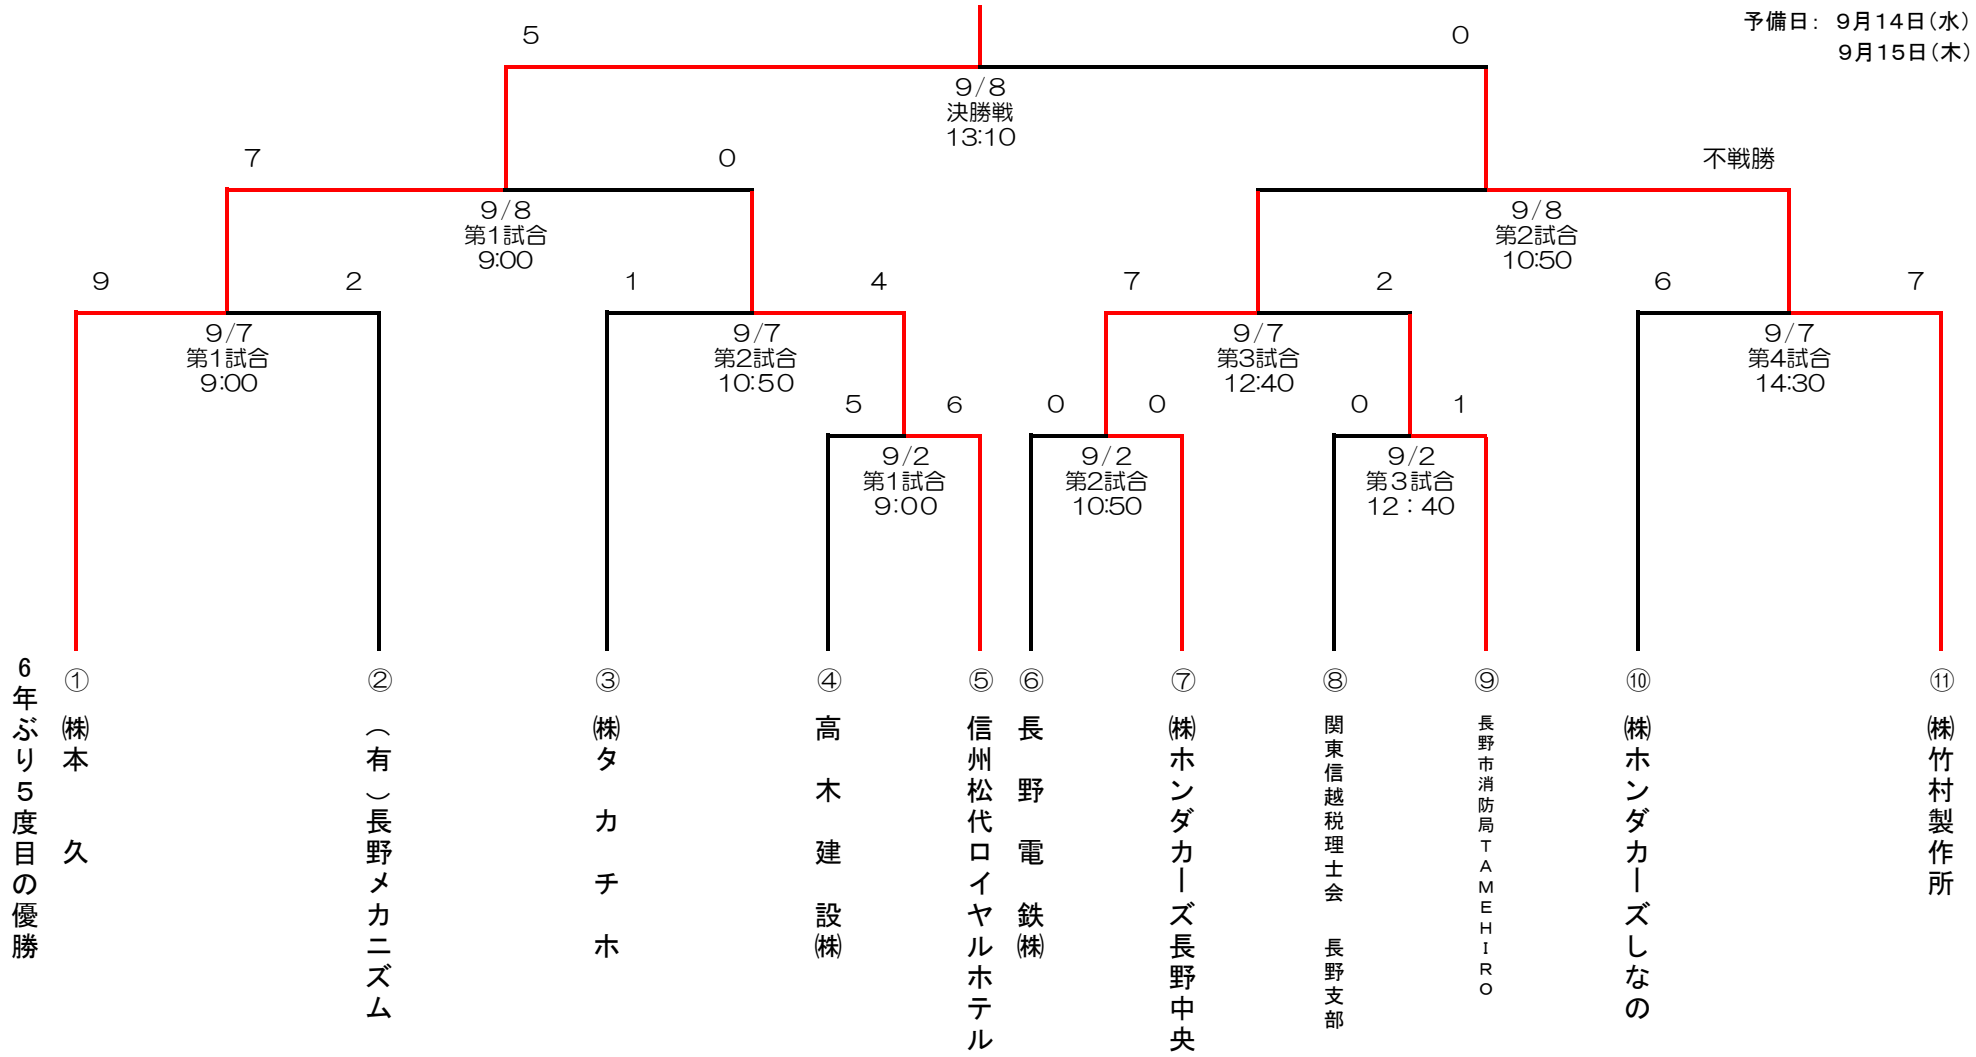 予備日： 9月14日（水）
9月15日（木）
5
0
9/8
決勝戦
13:10
7
0
不戦勝
9/8
第1試合
9:00
9/8
第2試合
10:50
9
2
1
4
7
2
6
7
9/7
第1試合
9:00
9/7
第2試合
10:50
9/7
第3試合
12:40
9/7
第4試合
14:30
5
6
0
0
0
1
9/2
第1試合
9:00
9/2
第2試合
10:50
9/2
第3試合
12：40
6年ぶり5度目の優勝
①
㈱本久
②
（有）長野メカニズム
③
㈱タカチホ
④
高木建設㈱
⑤
信州松代ロイヤルホテル
⑥
長野電鉄㈱
⑦
㈱ホンダカーズ長野中央
⑧
関東信越税理士会 長野支部
⑨
長野市消防局TAMEHIRO
⑩
㈱ホンダカーズしなの
⑪
㈱竹村製作所